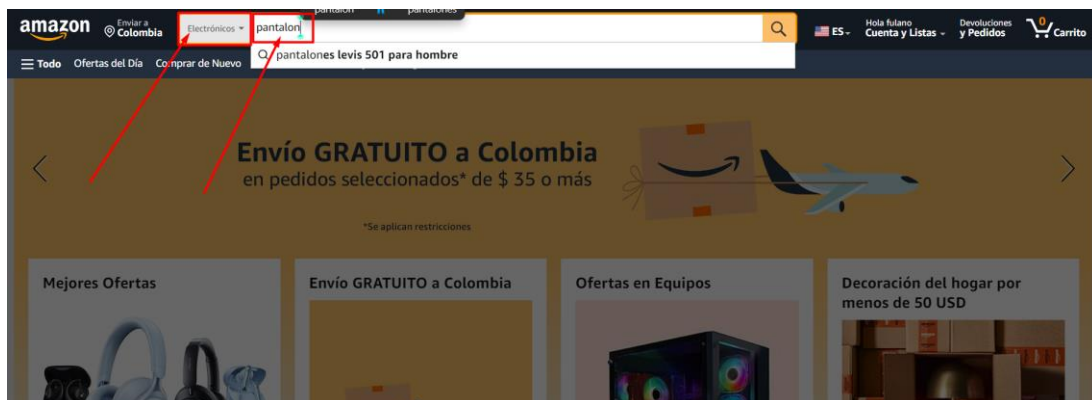 pantalon pantalones
amazon Enviar a Colombia Electrónicos pantalon ES Hola fulano Cuenta y Listas Devoluciones y Pedidos 0 Carrito
pantalones levis 501 para hombre
Todo Ofertas del Día Comprar de Nuevo
Envío GRATUITO a Colombia
en pedidos seleccionados* de $ 35 o más
*Se aplican restricciones
Mejores Ofertas
Envío GRATUITO a Colombia
Ofertas en Equipos
Decoración del hogar por
menos de 50 USD